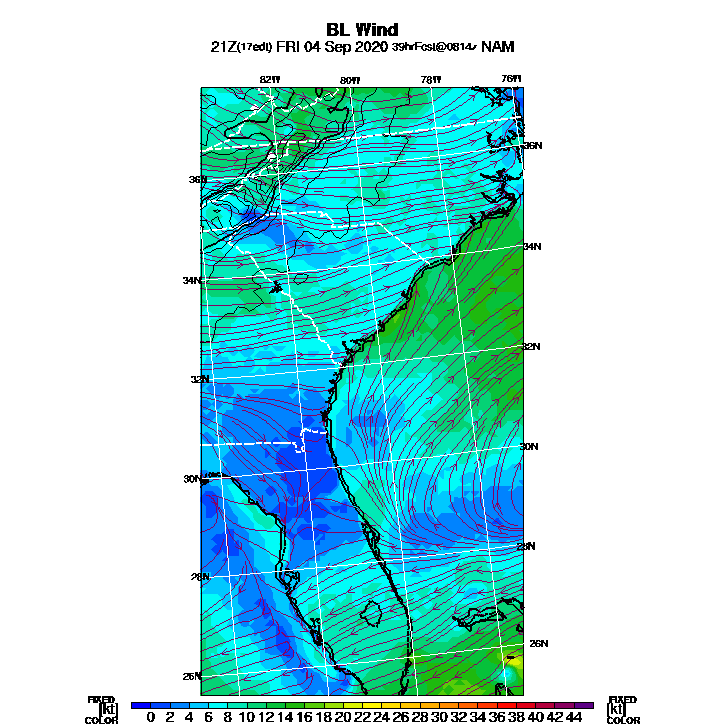 BL Wind
21Z(17edt) FRI 04 Sep 2020 39hrFcst@0814z NAM
82W 80W 78W 76W
36N
36N
34N
34N
32N
32N
30N
30N
28N
28N
26N
26N
FIXED FIXED
[kt] 0 2 4 6 8 10 12 14 16 18 20 22 24 26 28 30 32 34 36 38 40 42 44 [kt]
COLOR COLOR